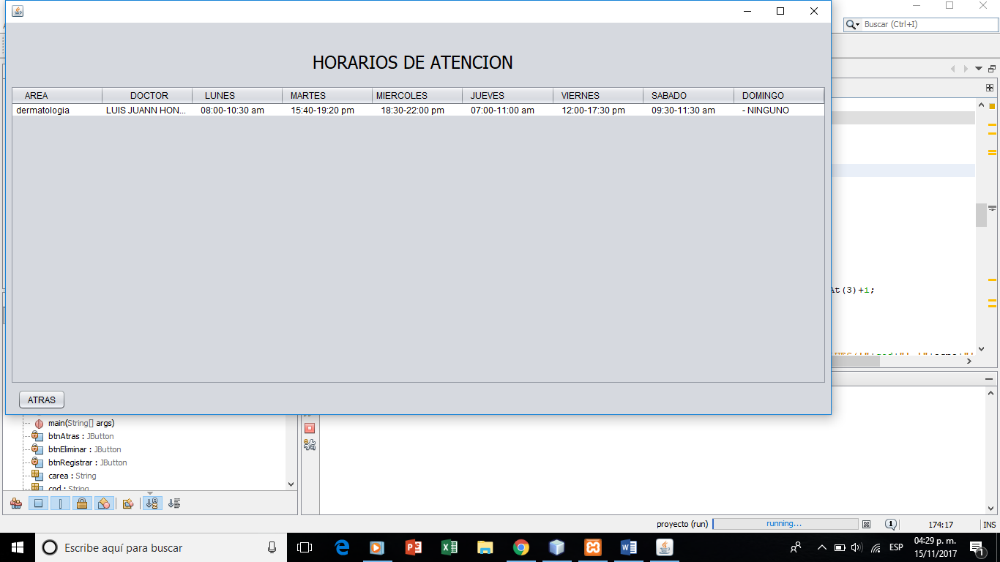 Buscar (Ctrl+I)
HORARIOS DE ATENCION
AREA DOCTOR LUNES MARTES MIERCOLES JUEVES VIERNES SABADO DOMINGO
dermatologia LUIS JUANN HON... 08:00-10:30 am 15:40-19:20 pm 18:30-22:00 pm 07:00-11:00 am 12:00-17:30 pm 09:30-11:30 am - NINGUNO
At(3)+i;
ATRAS
main(String[] args)
btnAtras : JButton
btnEliminar : JButton
btnRegistrar : JButton
carea : String
cod : String
proyecto (run) running... 1 174:17 INS
Escribe aquí para buscar
ESP
04:29 p. m.
15/11/2017
1